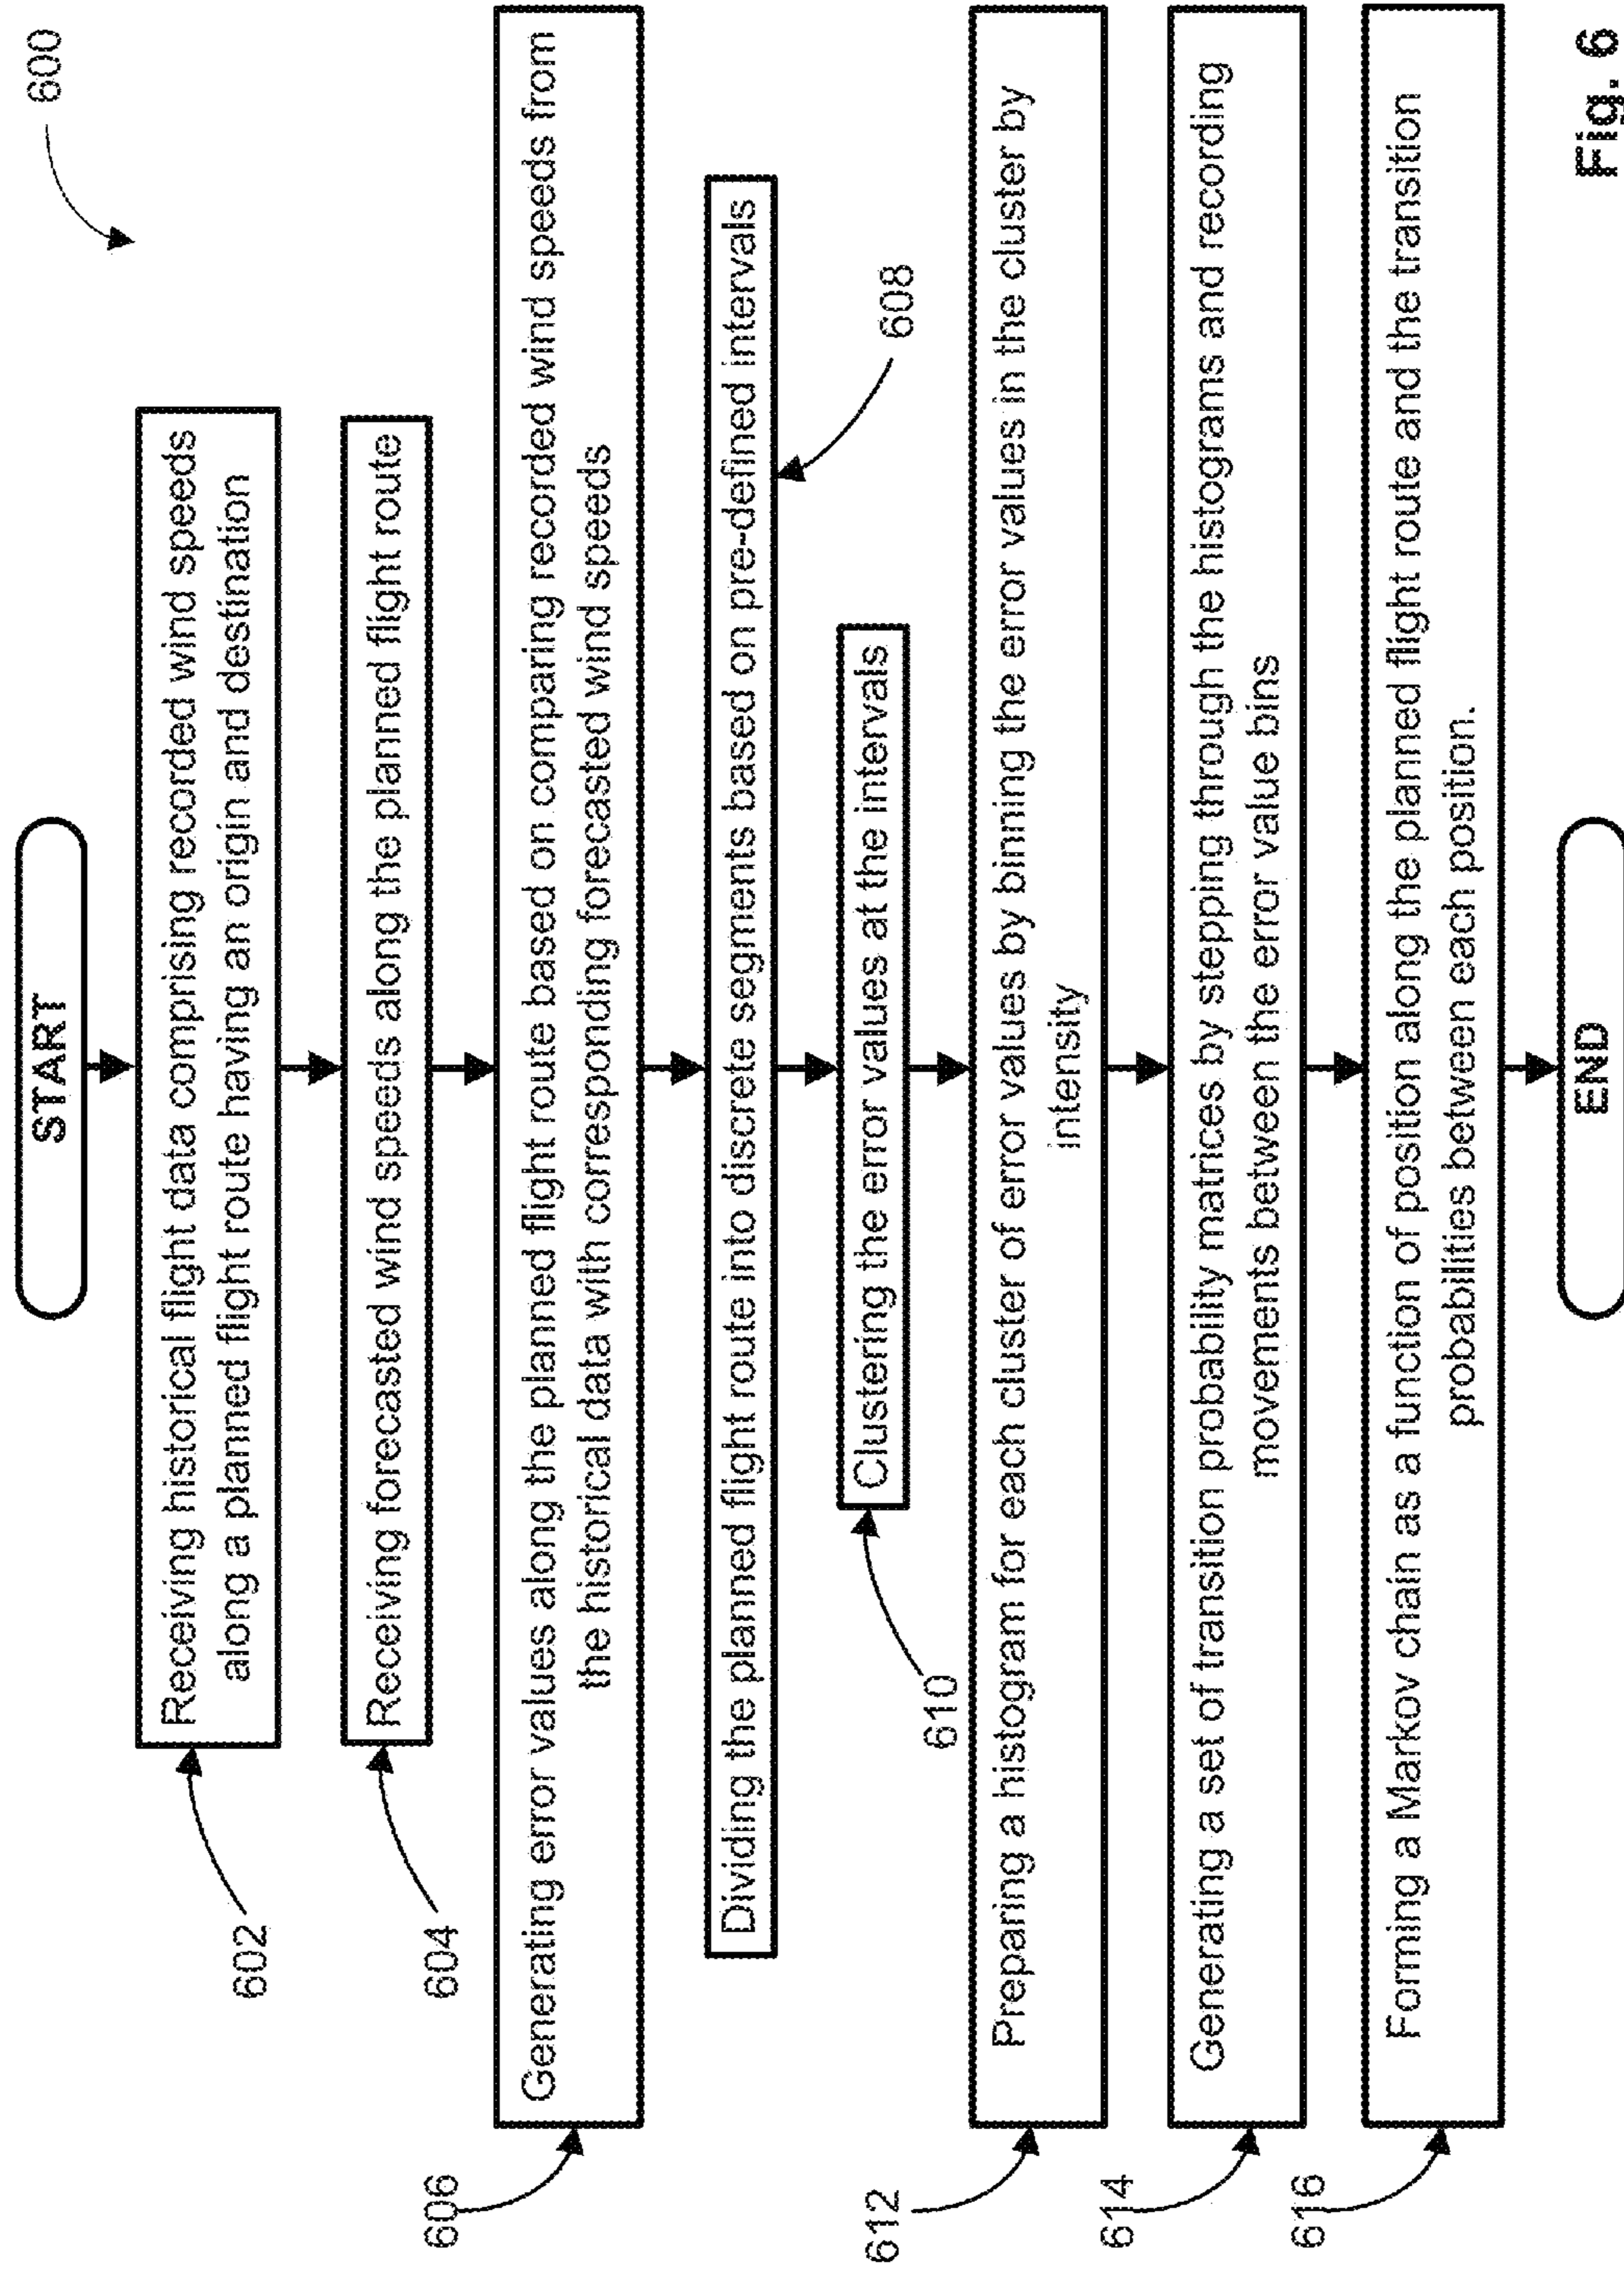 600
START
602
Receiving historical flight data comprising recorded wind speeds
along a planned flight route having an origin and destination
604
Receiving forecasted wind speeds along the planned flight route
606
Generating error values along the planned flight route based on comparing recorded wind speeds from
the historical data with corresponding forecasted wind speeds
Dividing the planned flight route into discrete segments based on pre-defined intervals
608
610
Clustering the error values at the intervals
612
Preparing a histogram for each cluster of error values by binning the error values in the cluster by
intensity
614
Generating a set of transition probability matrices by stepping through the histograms and recording
movements between the error value bins
616
Forming a Markov chain as a function of position along the planned flight route and the transition
probabilities between each position.
END
Fig. 6